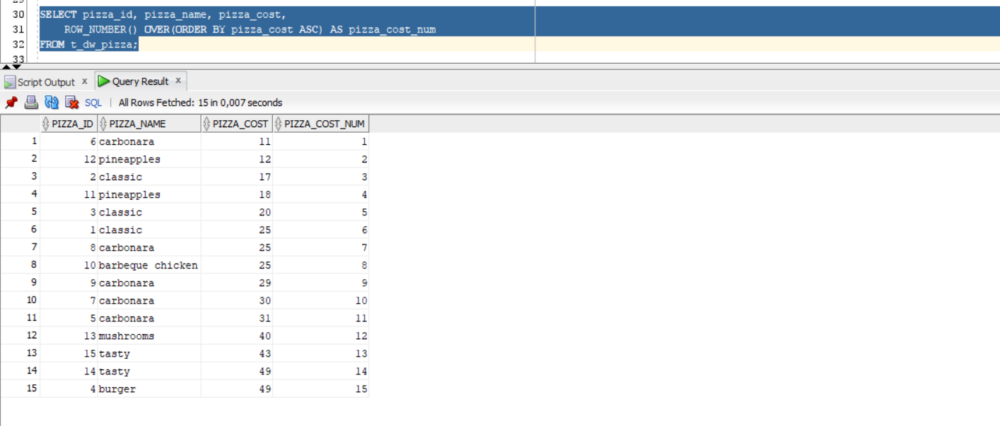 29
30 SELECT pizza_id, pizza_name, pizza_cost,
31 ROW_NUMBER() OVER(ORDER BY pizza_cost ASC) AS pizza_cost_num
32 FROM t_dw_pizza;
33
Script Output x Query Result x
SQL | All Rows Fetched: 15 in 0,007 seconds
PIZZA_ID PIZZA_NAME PIZZA_COST PIZZA_COST_NUM
1 6 carbonara 11 1
2 12 pineapples 12 2
3 2 classic 17 3
4 11 pineapples 18 4
5 3 classic 20 5
6 1 classic 25 6
7 8 carbonara 25 7
8 10 barbeque chicken 25 8
9 9 carbonara 29 9
10 7 carbonara 30 10
11 5 carbonara 31 11
12 13 mushrooms 40 12
13 15 tasty 43 13
14 14 tasty 49 14
15 4 burger 49 15